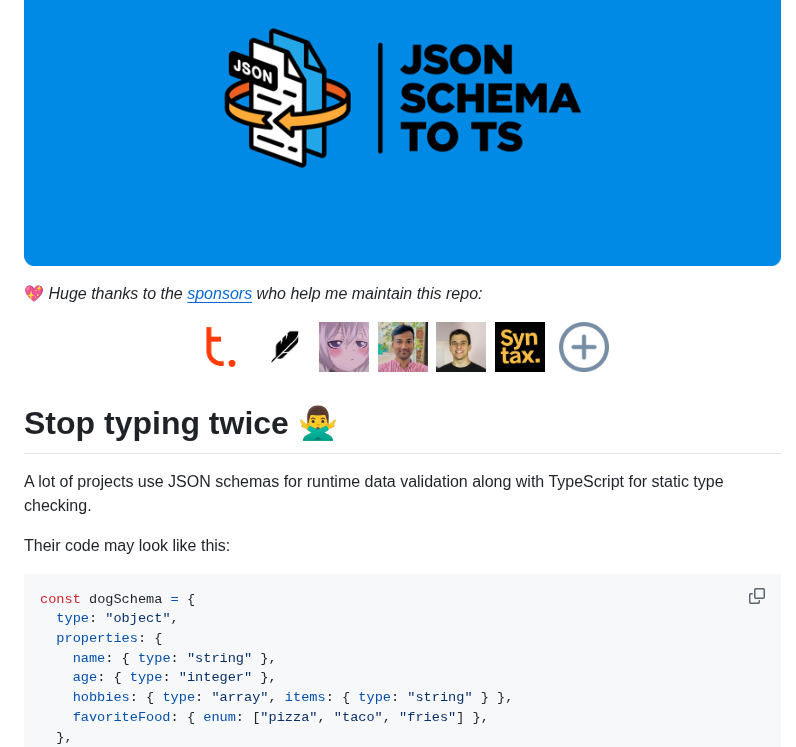 JSON
JSON
SCHEMA
TO TS
💖 Huge thanks to the sponsors who help me maintain this repo:
t.
Syn
tax.
Stop typing twice 🙅‍♂️
A lot of projects use JSON schemas for runtime data validation along with TypeScript for static type
checking.
Their code may look like this:
const dogSchema = {
  type: "object",
  properties: {
    name: { type: "string" },
    age: { type: "integer" },
    hobbies: { type: "array", items: { type: "string" } },
    favoriteFood: { enum: ["pizza", "taco", "fries"] },
  },